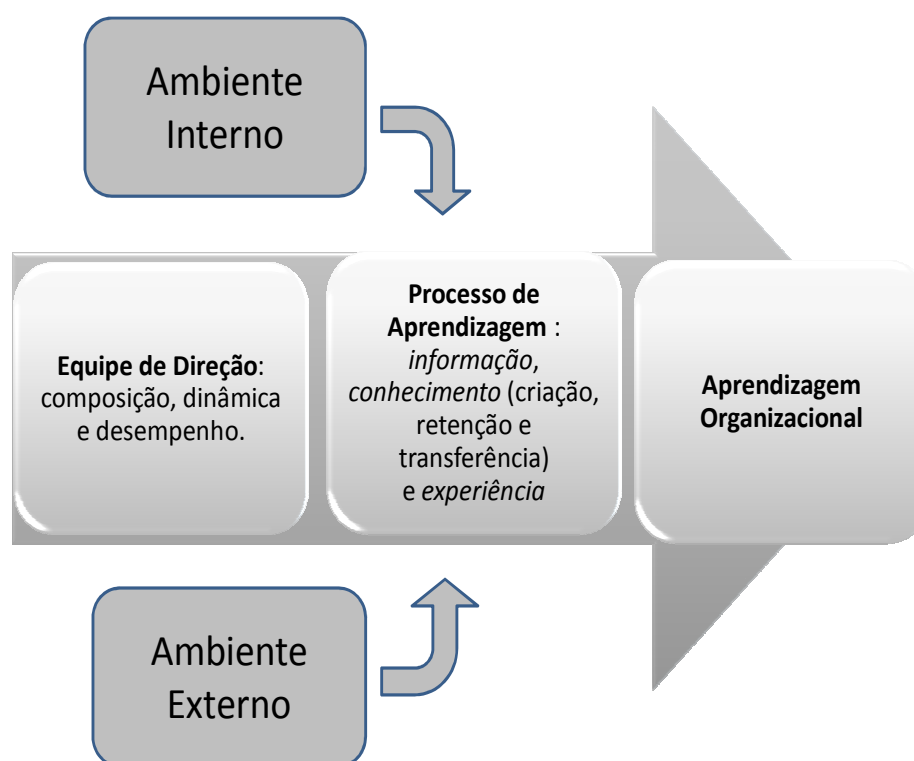 Ambiente
Interno
Equipe de Direção:
composição, dinâmica
e desempenho.
Processo de
Aprendizagem :
informação,
conhecimento (criação,
retenção e
transferência)
e experiência
Aprendizagem
Organizacional
Ambiente
Externo